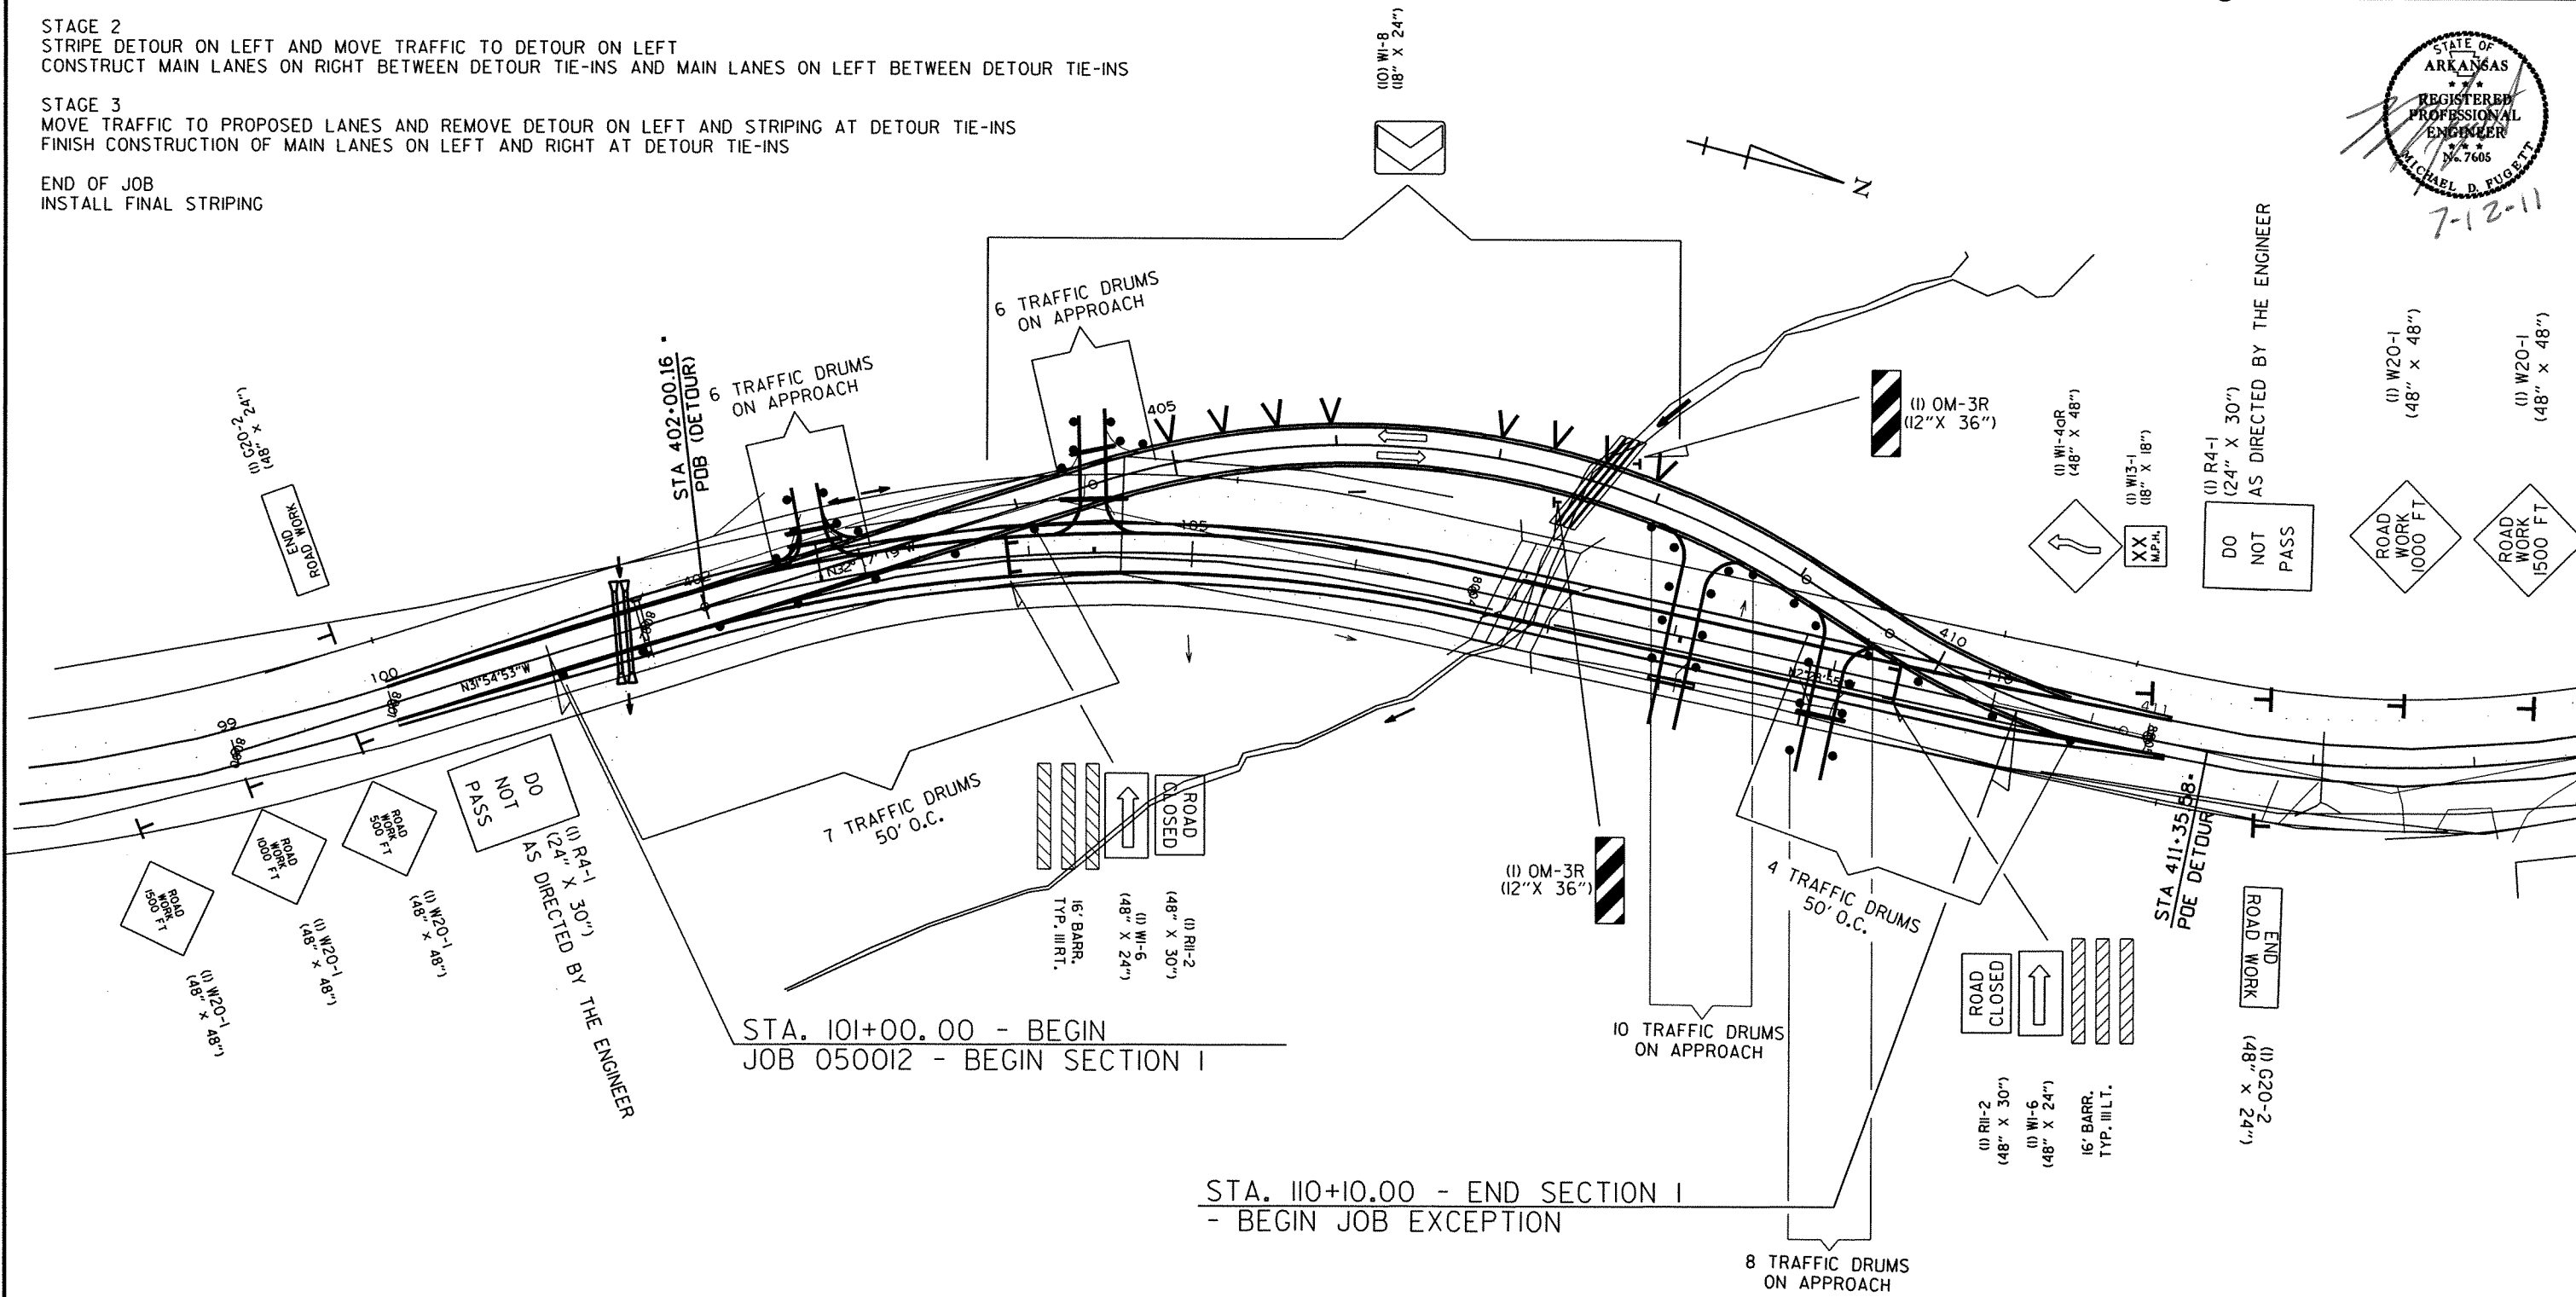 STAGE 2
STRIPE DETOUR ON LEFT AND MOVE TRAFFIC TO DETOUR ON LEFT
CONSTRUCT MAIN LANES ON RIGHT BETWEEN DETOUR TIE-INS AND MAIN LANES ON LEFT BETWEEN DETOUR TIE-INS
STAGE 3
MOVE TRAFFIC TO PROPOSED LANES AND REMOVE DETOUR ON LEFT AND STRIPING AT DETOUR TIE-INS
FINISH CONSTRUCTION OF MAIN LANES ON LEFT AND RIGHT AT DETOUR TIE-INS
END OF JOB
INSTALL FINAL STRIPING
(10) W1-8
(18" X 24")
N
STATE OF
ARKANSAS
★ ★ ★
REGISTERED
PROFESSIONAL
ENGINEER
★ ★ ★
No. 7605
MICHAEL D. FUGETT
7-12-11
(1) G20-2
(48" X 24")
END
ROAD WORK
STA 402+00.16
POB (DETOUR)
6 TRAFFIC DRUMS
ON APPROACH
6 TRAFFIC DRUMS
ON APPROACH
405
(1) OM-3R
(12"X 36")
(1) W1-4aR
(48" X 48")
(1) W13-1
(18" X 18")
XX
M.P.H.
(1) R4-1
(24" X 30")
AS DIRECTED BY THE ENGINEER
DO
NOT
PASS
(1) W20-1
(48" X 48")
ROAD
WORK
1000 FT
(1) W20-1
(48" X 48")
ROAD
WORK
1500 FT
402
105
100
99
8001
8000
N31°54'53"W
8004
410
110
411
STA 411+35.58
POE DETOUR
ROAD
WORK
1500 FT
(1) W20-1
(48" X 48")
ROAD
WORK
1000 FT
(1) W20-1
(48" X 48")
ROAD
WORK
500 FT
(1) W20-1
(48" X 48")
DO
NOT
PASS
(1) R4-1
(24" X 30")
AS DIRECTED BY THE ENGINEER
7 TRAFFIC DRUMS
50' O.C.
ROAD
CLOSED
16' BARR.
TYP. III RT.
(1) W1-6
(48" X 24")
(1) R11-2
(48" X 30")
(1) OM-3R
(12"X 36")
4 TRAFFIC DRUMS
50' O.C.
10 TRAFFIC DRUMS
ON APPROACH
ROAD
CLOSED
(1) R11-2
(48" X 30")
(1) W1-6
(48" X 24")
16' BARR.
TYP. III LT.
END
ROAD WORK
(1) G20-2
(48" X 24")
STA. 101+00.00 - BEGIN
JOB 050012 - BEGIN SECTION 1
STA. 110+10.00 - END SECTION 1
- BEGIN JOB EXCEPTION
8 TRAFFIC DRUMS
ON APPROACH